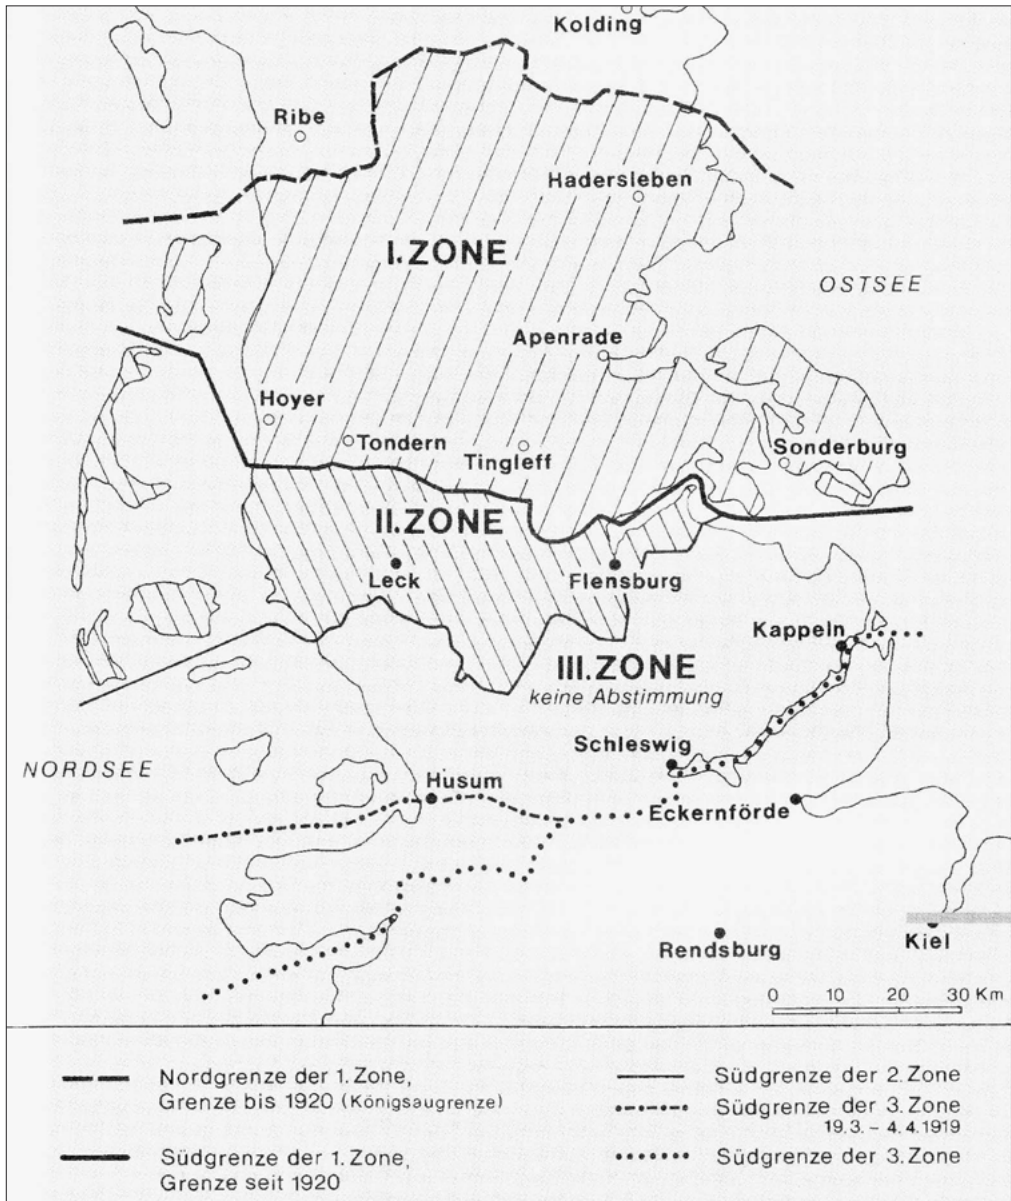 Kolding
Ribe
Hadersleben
I. ZONE
OSTSEE
Apenrade
Hoyer
Tondern
Tingleff
Sonderburg
II. ZONE
Leck
Flensburg
Kappeln
III. ZONE
keine Abstimmung
Schleswig
NORDSEE
Husum
Eckernförde
Rendsburg
Kiel
0 10 20 30 Km
Nordgrenze der 1. Zone,
Grenze bis 1920 (Königsaugrenze)
Südgrenze der 1. Zone,
Grenze seit 1920
Südgrenze der 2. Zone
Südgrenze der 3. Zone
19.3. – 4.4.1919
Südgrenze der 3. Zone